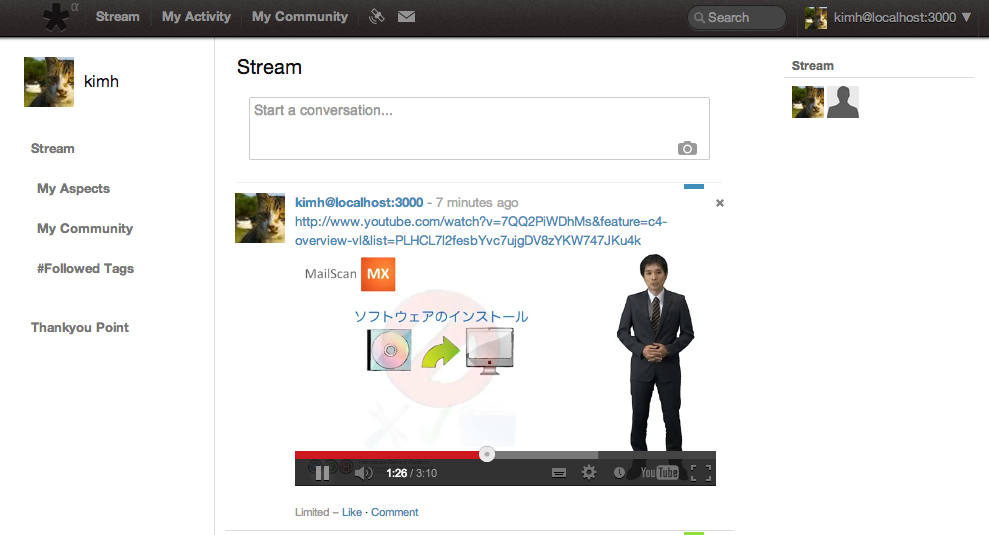 α
Stream
My Activity
My Community
Search
kimh@localhost:3000 ▼
kimh
Stream
My Aspects
My Community
#Followed Tags
Thankyou Point
Stream
Start a conversation...
kimh@localhost:3000 - 7 minutes ago
http://www.youtube.com/watch?v=7QQ2PiWDhMs&feature=c4-
overview-vl&list=PLHCL7l2fesbYvc7ujgDV8zYKW747JKu4k
MailScan MX
ソフトウェアのインストール
1:26 / 3:10
YouTube
Limited – Like · Comment
Stream